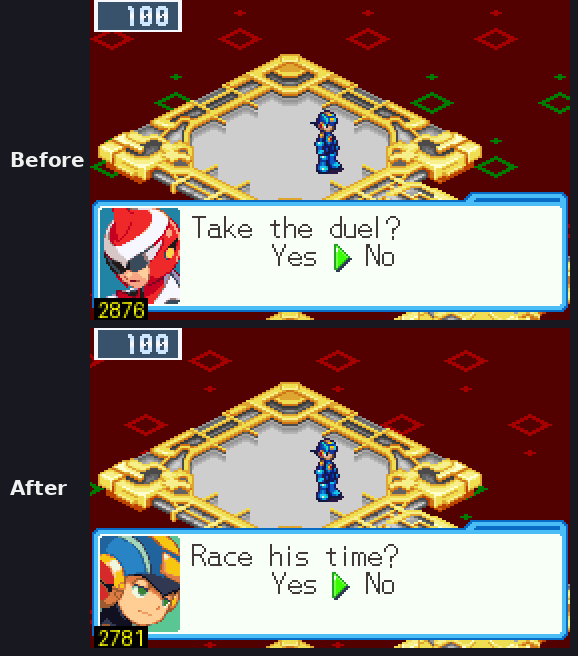 100
Before
Take the duel?
Yes No
2876
100
After
Race his time?
Yes No
2781